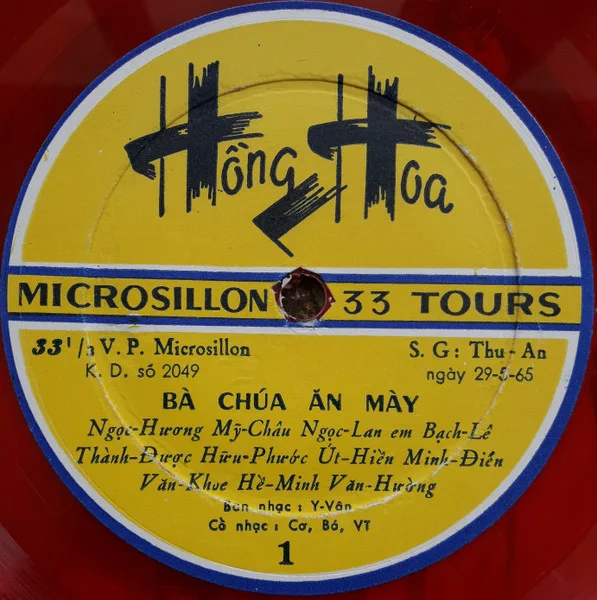 Hồng Hoa
MICROSILLON 33 TOURS
33 1/3 V. P. Microsillon S. G : Thu-An
K. D. số 2049 ngày 29-5-65
BÀ CHÚA ĂN MÀY
Ngọc-Hương Mỹ-Châu Ngọc-Lan em Bạch-Lê
Thành-Được Hữu-Phước Út-Hiền Minh-Điển
Văn-Khoe Hề-Minh Văn-Hường
Ban nhạc : Y-Vân
Cổ nhạc : Cơ, Bá, VT
1